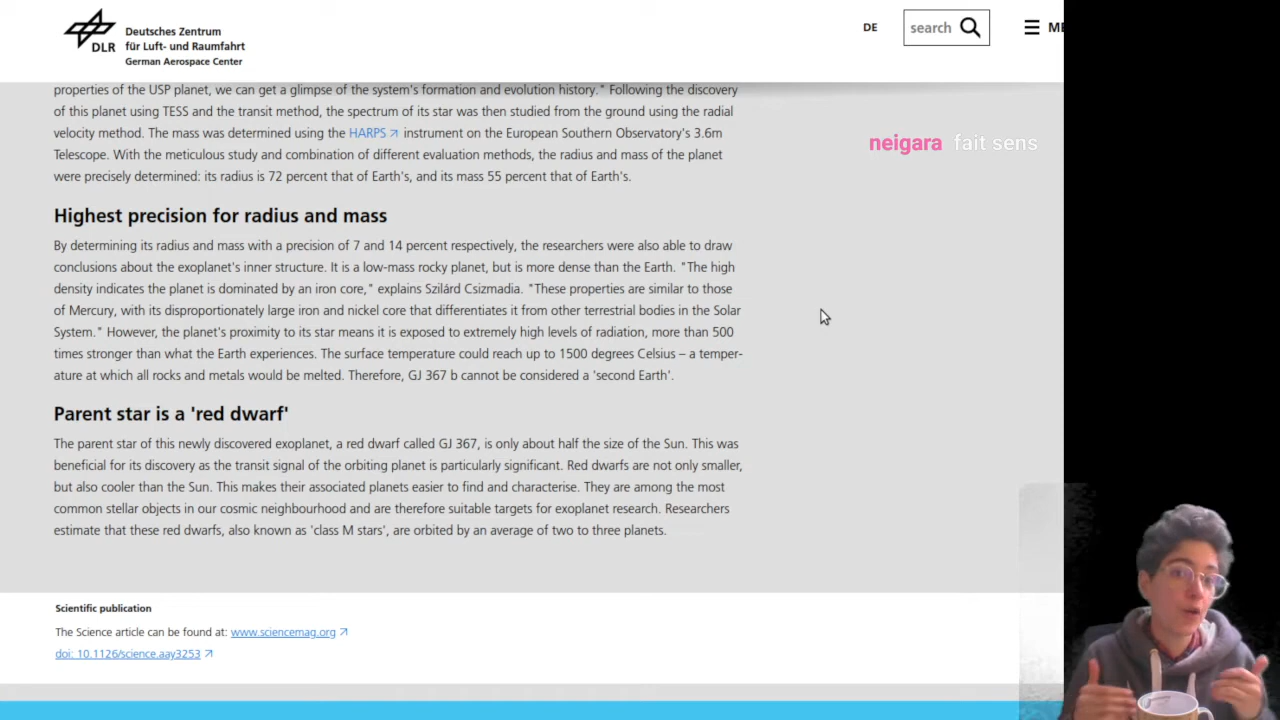 Deutsches Zentrum
für Luft- und Raumfahrt
German Aerospace Center
DLR
DE
search
ME
properties of the USP planet, we can get a glimpse of the system's formation and evolution history." Following the discovery
of this planet using TESS and the transit method, the spectrum of its star was then studied from the ground using the radial
velocity method. The mass was determined using the HARPS instrument on the European Southern Observatory's 3.6m
Telescope. With the meticulous study and combination of different evaluation methods, the radius and mass of the planet
were precisely determined: its radius is 72 percent that of Earth's, and its mass 55 percent that of Earth's.
neigara fait sens
Highest precision for radius and mass
By determining its radius and mass with a precision of 7 and 14 percent respectively, the researchers were also able to draw
conclusions about the exoplanet's inner structure. It is a low-mass rocky planet, but is more dense than the Earth. "The high
density indicates the planet is dominated by an iron core," explains Szilárd Csizmadia. "These properties are similar to those
of Mercury, with its disproportionately large iron and nickel core that differentiates it from other terrestrial bodies in the Solar
System." However, the planet's proximity to its star means it is exposed to extremely high levels of radiation, more than 500
times stronger than what the Earth experiences. The surface temperature could reach up to 1500 degrees Celsius – a temper-
ature at which all rocks and metals would be melted. Therefore, GJ 367 b cannot be considered a 'second Earth'.
Parent star is a 'red dwarf'
The parent star of this newly discovered exoplanet, a red dwarf called GJ 367, is only about half the size of the Sun. This was
beneficial for its discovery as the transit signal of the orbiting planet is particularly significant. Red dwarfs are not only smaller,
but also cooler than the Sun. This makes their associated planets easier to find and characterise. They are among the most
common stellar objects in our cosmic neighbourhood and are therefore suitable targets for exoplanet research. Researchers
estimate that these red dwarfs, also known as 'class M stars', are orbited by an average of two to three planets.
Scientific publication
The Science article can be found at: www.sciencemag.org
doi: 10.1126/science.aay3253